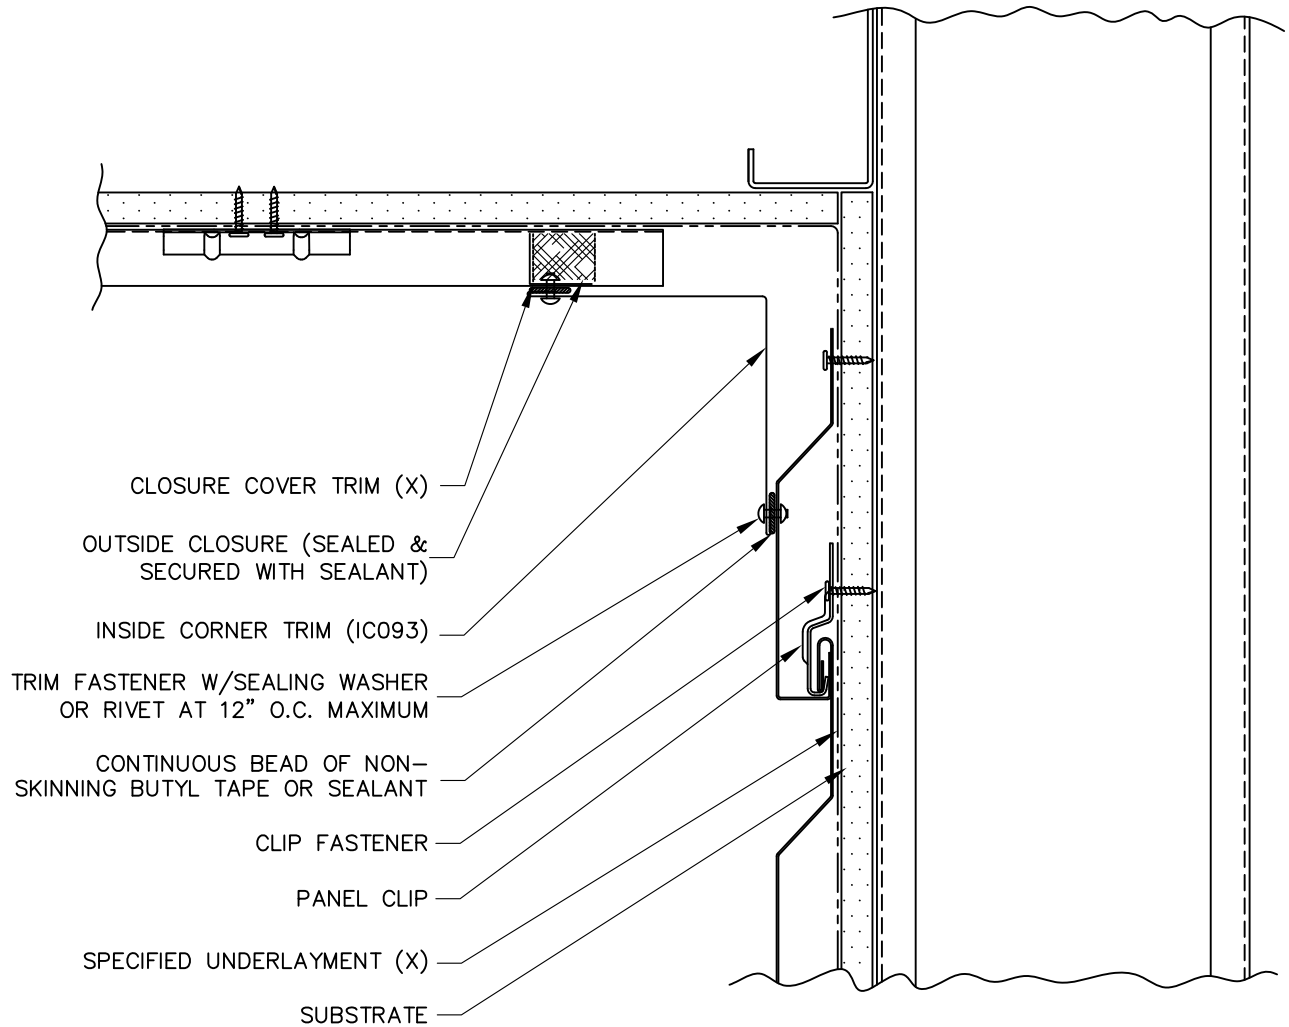 CLOSURE COVER TRIM (X)
OUTSIDE CLOSURE (SEALED &
SECURED WITH SEALANT)
INSIDE CORNER TRIM (IC093)
TRIM FASTENER W/SEALING WASHER
OR RIVET AT 12" O.C. MAXIMUM
CONTINUOUS BEAD OF NON-
SKINNING BUTYL TAPE OR SEALANT
CLIP FASTENER
PANEL CLIP
SPECIFIED UNDERLAYMENT (X)
SUBSTRATE